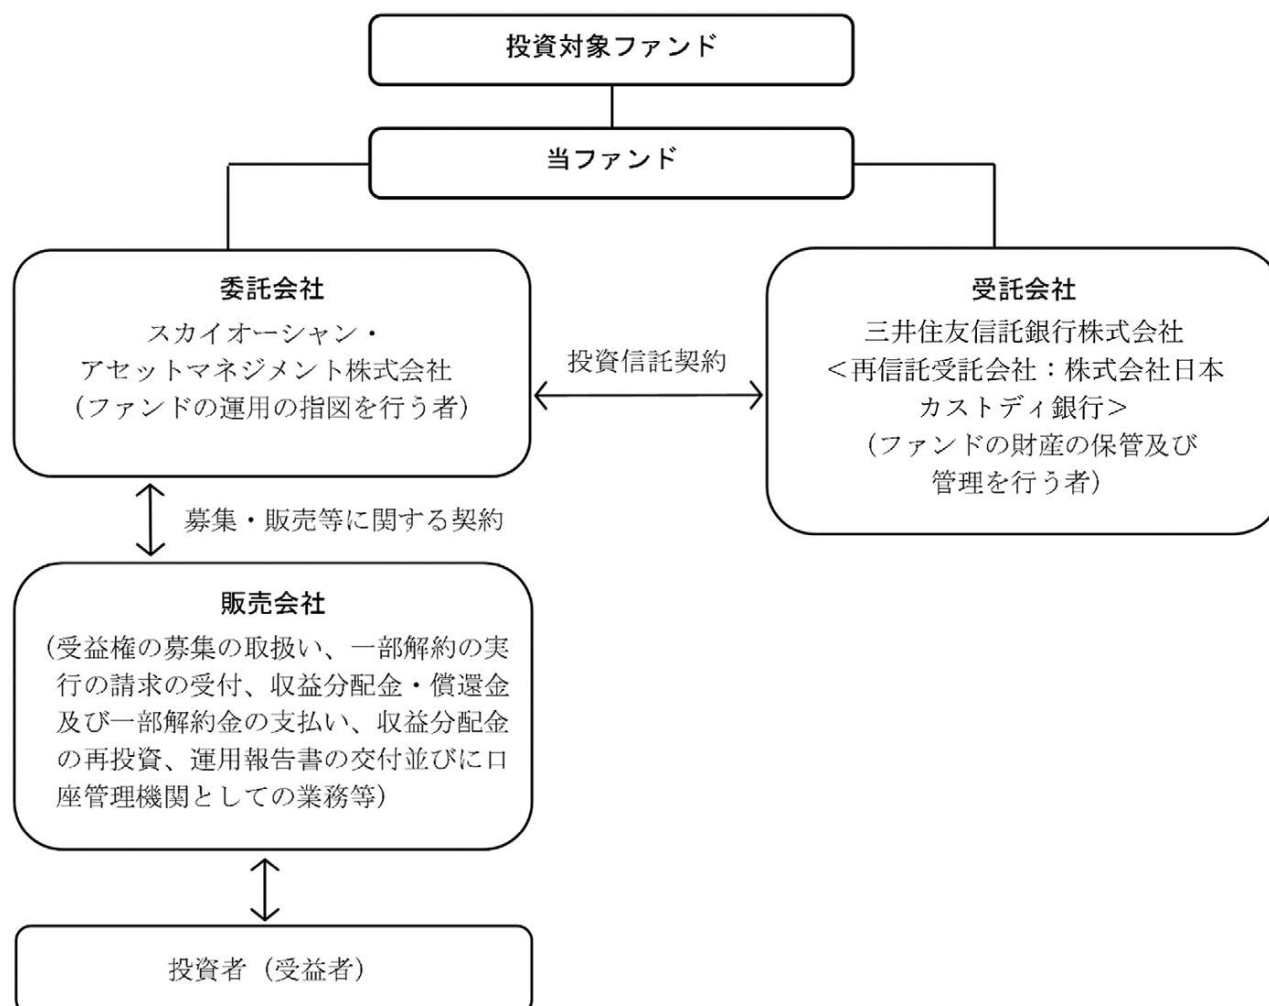 投資対象ファンド
当ファンド
委託会社
スカイオーシャン・
アセットマネジメント株式会社
(ファンドの運用の指図を行う者)
投資信託契約
受託会社
三井住友信託銀行株式会社
<再信託受託会社：株式会社日本
カストディ銀行>
(ファンドの財産の保管及び
管理を行う者)
募集・販売等に関する契約
販売会社
(受益権の募集の取扱い、一部解約の実
行の請求の受付、収益分配金・償還金
及び一部解約金の支払い、収益分配金
の再投資、運用報告書の交付並びに口
座管理機関としての業務等)
投資者（受益者）